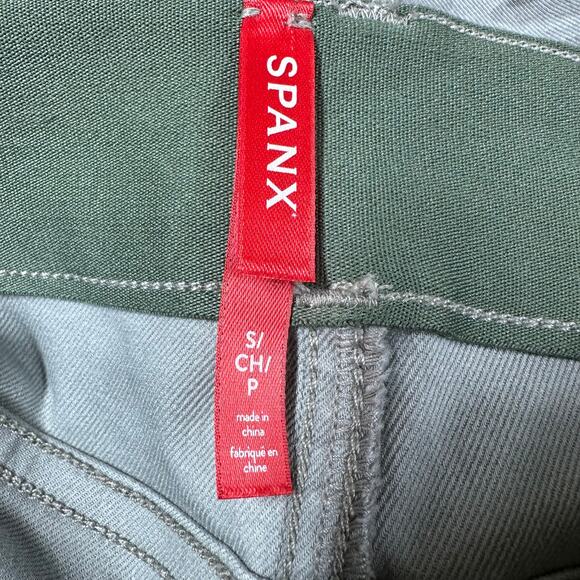 SPANX
S/
CH/
P
made in
china
fabriqué en
chine